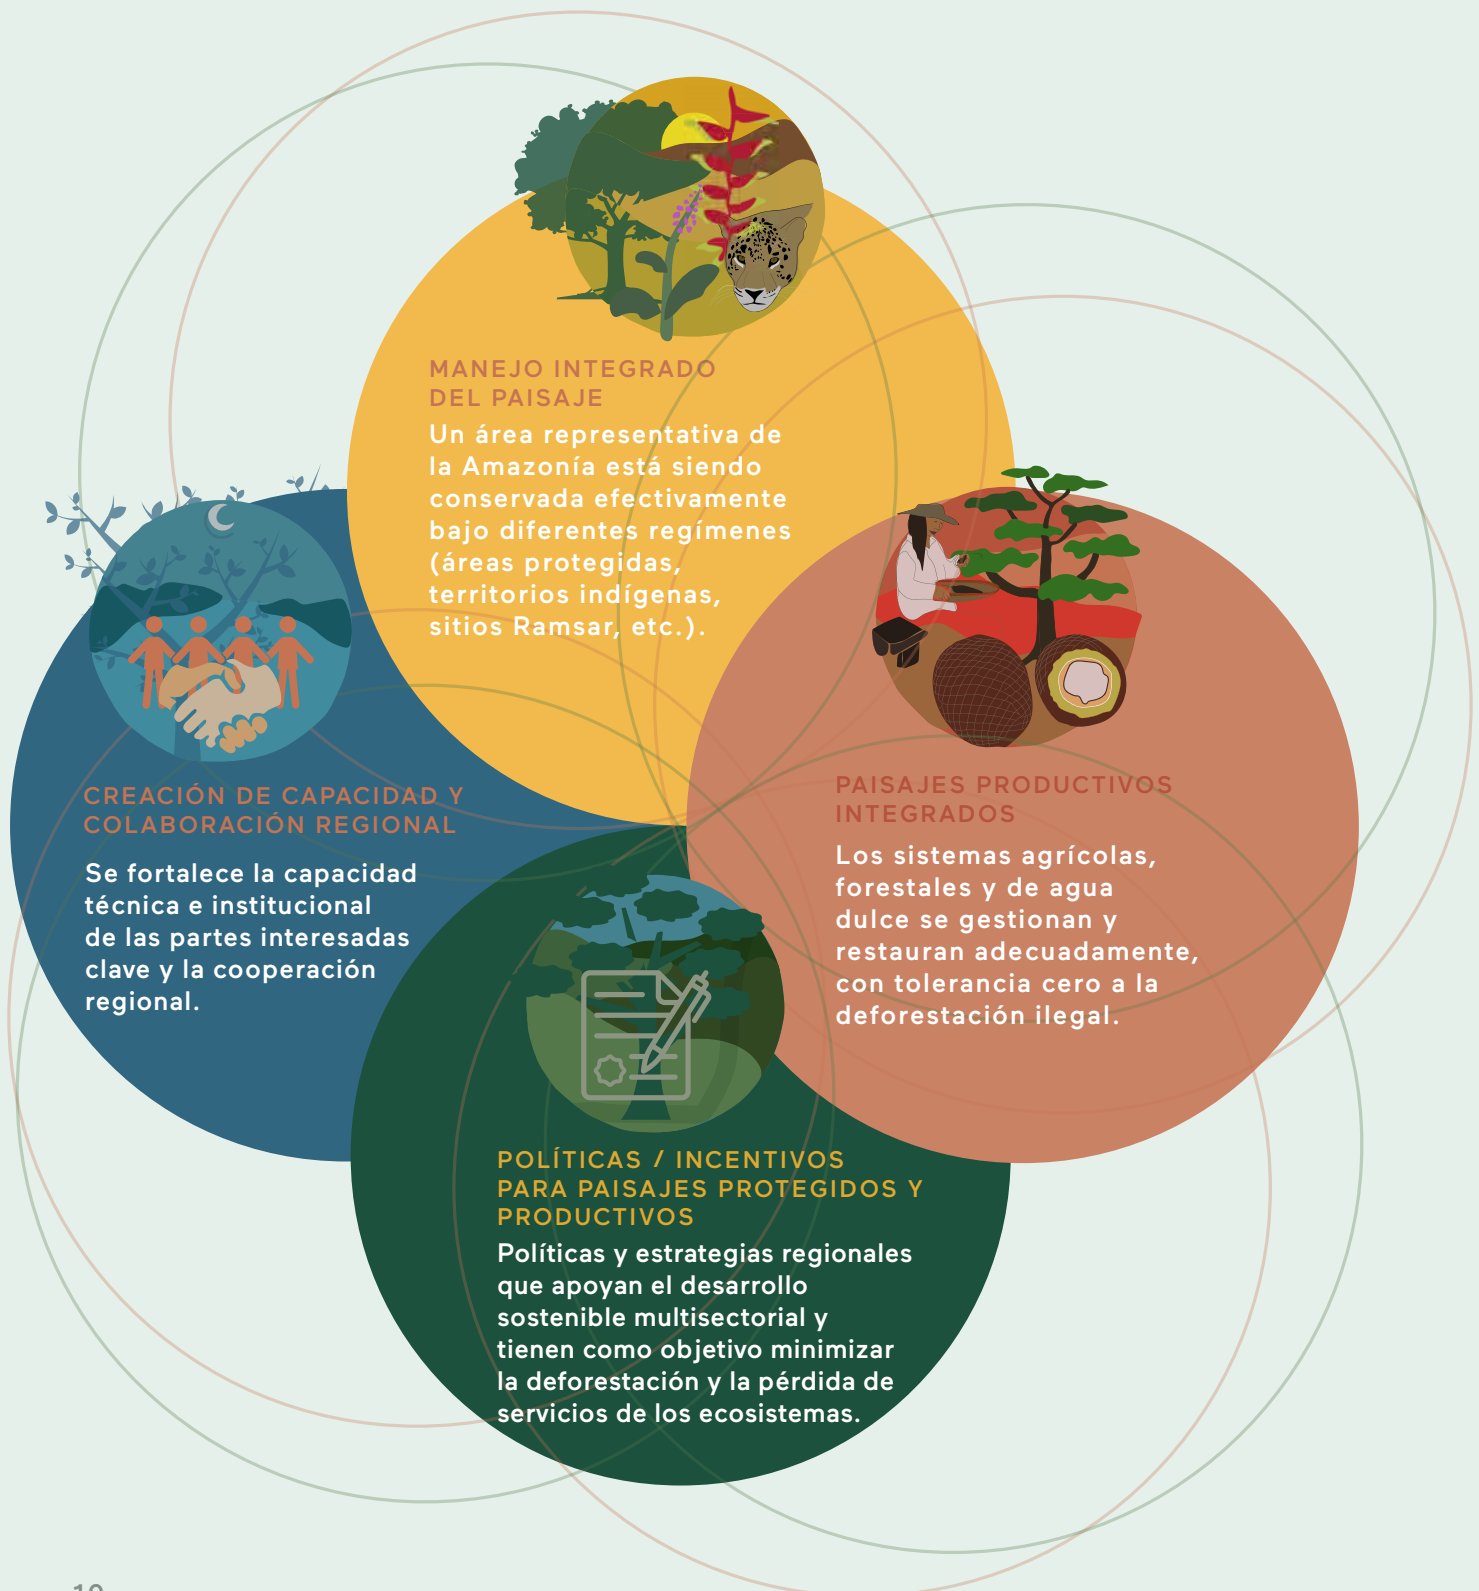 MANEJO INTEGRADO
DEL PAISAJE
Un área representativa de
la Amazonía está siendo
conservada efectivamente
bajo diferentes regímenes
(áreas protegidas,
territorios indígenas,
sitios Ramsar, etc.).
CREACIÓN DE CAPACIDAD Y
COLABORACIÓN REGIONAL
Se fortalece la capacidad
técnica e institucional
de las partes interesadas
clave y la cooperación
regional.
PAISAJES PRODUCTIVOS
INTEGRADOS
Los sistemas agrícolas,
forestales y de agua
dulce se gestionan y
restauran adecuadamente,
con tolerancia cero a la
deforestación ilegal.
POLÍTICAS / INCENTIVOS
PARA PAISAJES PROTEGIDOS Y
PRODUCTIVOS
Políticas y estrategias regionales
que apoyan el desarrollo
sostenible multisectorial y
tienen como objetivo minimizar
la deforestación y la pérdida de
servicios de los ecosistemas.